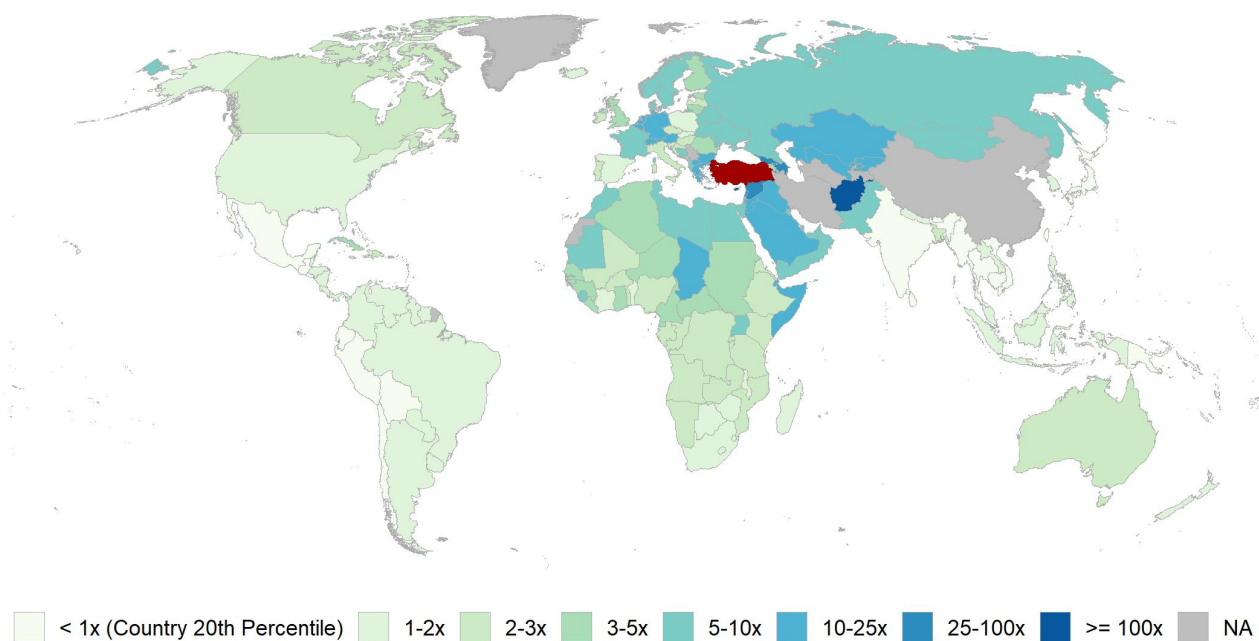 < 1x (Country 20th Percentile) 1-2x 2-3x 3-5x 5-10x 10-25x 25-100x >= 100x NA